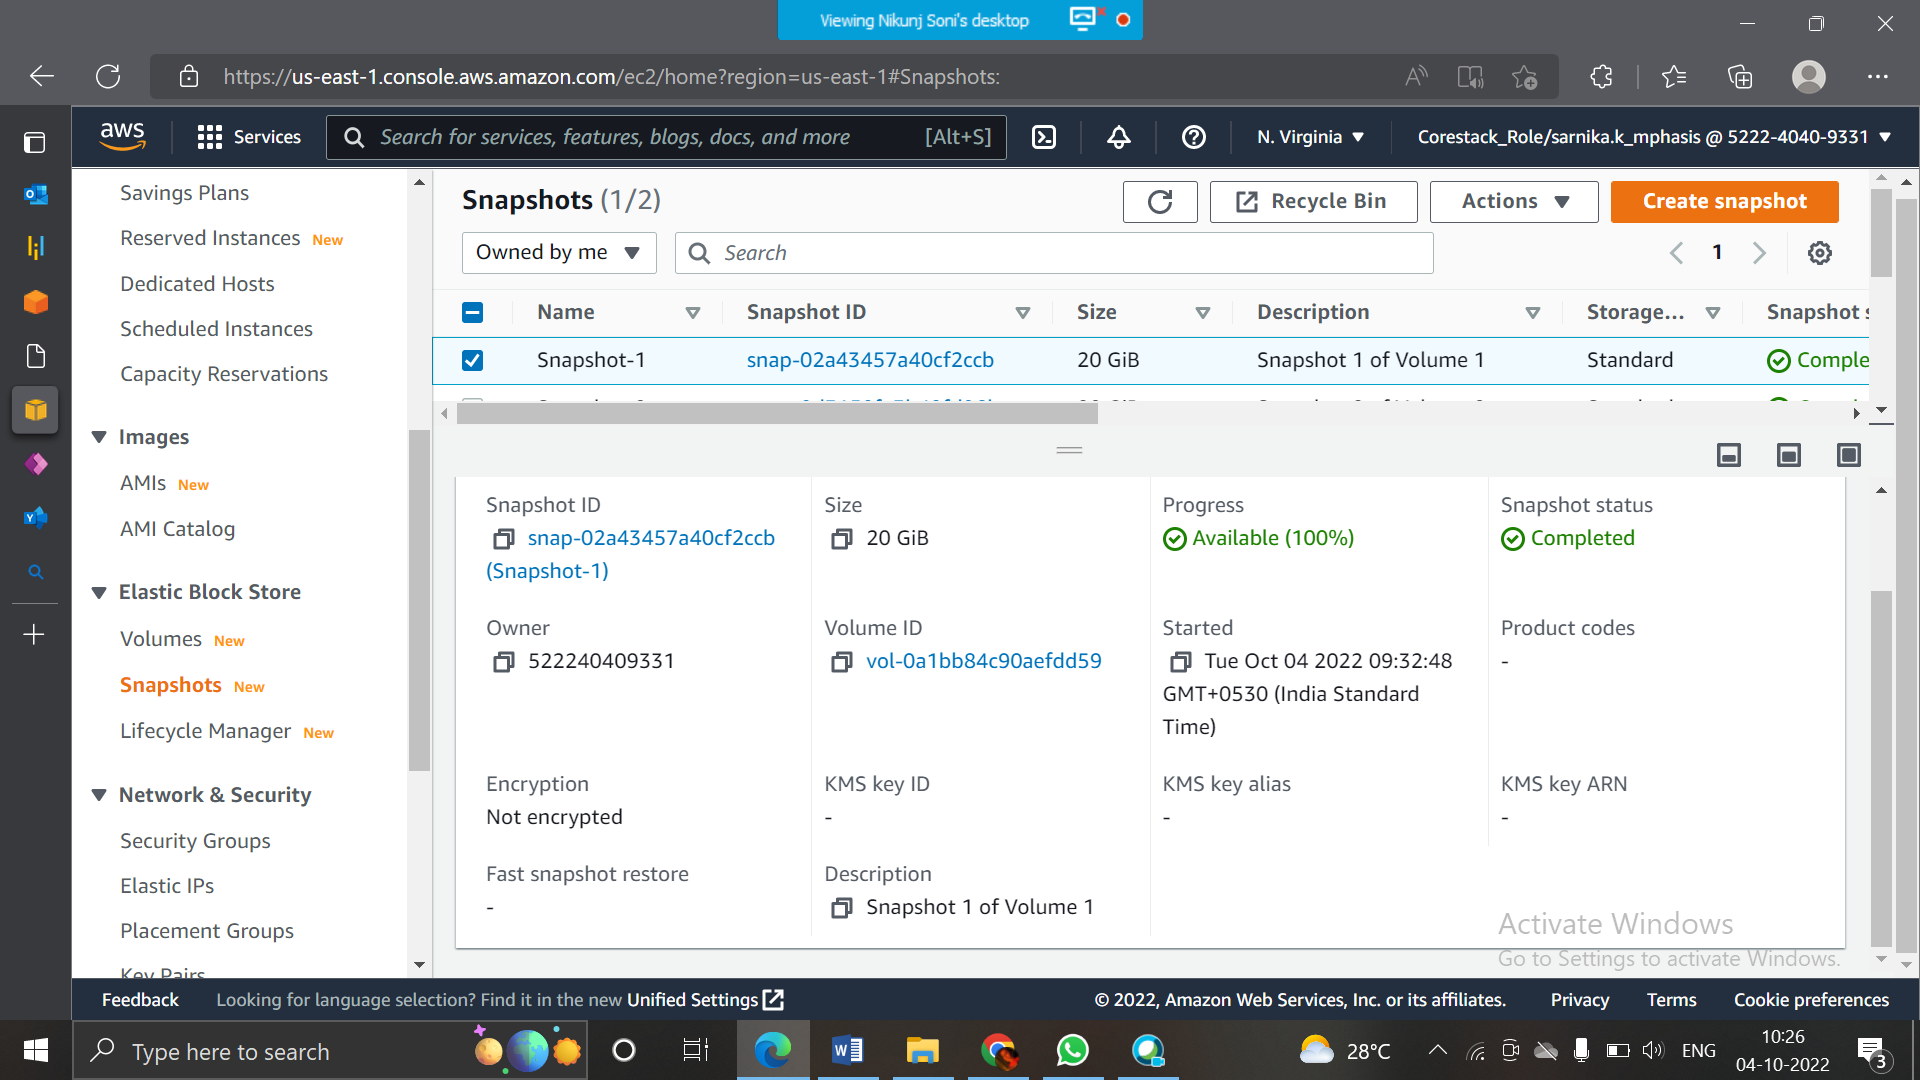 Viewing Nikunj Soni's desktop
https://us-east-1.console.aws.amazon.com/ec2/home?region=us-east-1#Snapshots:
aws
Services
Search for services, features, blogs, docs, and more
[Alt+S]
N. Virginia
Corestack_Role/sarnika.k_mphasis @ 5222-4040-9331
Savings Plans
Reserved Instances New
Dedicated Hosts
Scheduled Instances
Capacity Reservations
Images
AMIs New
AMI Catalog
Elastic Block Store
Volumes New
Snapshots New
Lifecycle Manager New
Network & Security
Security Groups
Elastic IPs
Placement Groups
Key Pairs
Snapshots (1/2)
Recycle Bin
Actions
Create snapshot
Owned by me
Search
1
Name Snapshot ID Size Description Storage... Snapshot s
Snapshot-1 snap-02a43457a40cf2ccb 20 GiB Snapshot 1 of Volume 1 Standard Comple
Snapshot ID
snap-02a43457a40cf2ccb
(Snapshot-1)
Size
20 GiB
Progress
Available (100%)
Snapshot status
Completed
Owner
522240409331
Volume ID
vol-0a1bb84c90aefdd59
Started
Tue Oct 04 2022 09:32:48
GMT+0530 (India Standard
Time)
Product codes
-
Encryption
Not encrypted
KMS key ID
-
KMS key alias
-
KMS key ARN
-
Fast snapshot restore
-
Description
Snapshot 1 of Volume 1
Activate Windows
Go to Settings to activate Windows.
Feedback
Looking for language selection? Find it in the new Unified Settings
© 2022, Amazon Web Services, Inc. or its affiliates.
Privacy
Terms
Cookie preferences
Type here to search
28°C
ENG
10:26
04-10-2022
3